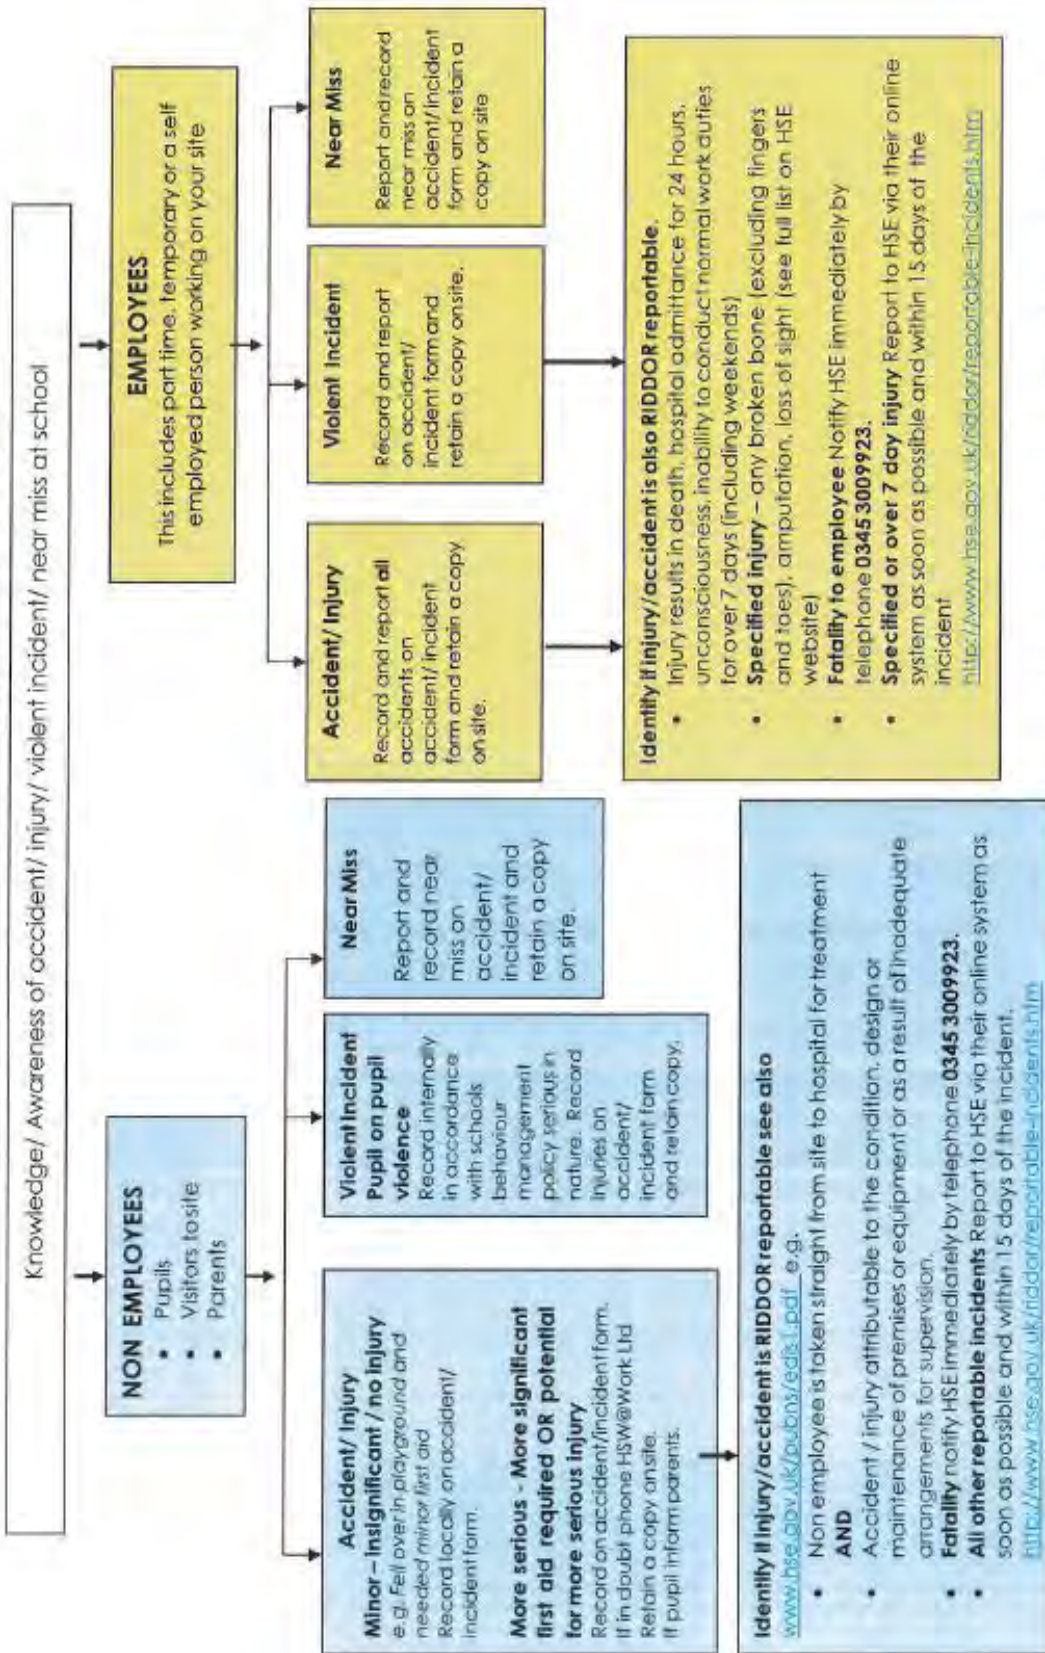 Knowledge/ Awareness of accident/ injury/ violent incident/ near miss at school
NON EMPLOYEES
• Pupils
• Visitors to site
• Parents
Accident/ Injury
Minor – Insignificant / no injury
e.g. Fell over in playground and
needed minor first aid
Record locally on accident/
incident form.
More serious - More significant
first aid required OR potential
for more serious injury
Record on accident/incident form.
If in doubt phone HSW@Work Ltd
Retain a copy onsite.
If pupil inform parents.
Violent Incident
Pupil on pupil
violence
Record internally
in accordance
with schools
behaviour
management
policy serious in
nature. Record
injuries on
accident/
incident form
and retain copy.
Near Miss
Report and
record near
miss on
accident/
incident and
retain a copy
on site.
Identify if injury/accident is RIDDOR reportable see also
www.hse.gov.uk/pubns/edis1.pdf e.g.
• Non employee is taken straight from site to hospital for treatment
AND
• Accident / injury attributable to the condition, design or
maintenance of premises or equipment or as a result of inadequate
arrangements for supervision.
Fatality notify HSE immediately by telephone 0345 3009923.
• All other reportable incidents Report to HSE via their online system as
soon as possible and within 15 days of the incident.
http://www.hse.gov.uk/riddor/reportable-incidents.htm
EMPLOYEES
This includes part time, temporary or a self
employed person working on your site
Accident/ Injury
Record and report all
accidents on
accident/ incident
form and retain a copy
on site.
Violent Incident
Record and report
on accident/
incident form and
retain a copy onsite.
Near Miss
Report and record
near miss on
accident/ incident
form and retain a
copy on site
Identify if injury/accident is also RIDDOR reportable.
• Injury results in death, hospital admittance for 24 hours,
unconsciousness, inability to conduct normal work duties
for over 7 days (including weekends)
• Specified injury – any broken bone (excluding fingers
and toes), amputation, loss of sight (see full list on HSE
website)
• Fatality to employee Notify HSE immediately by
telephone 0345 3009923.
• Specified or over 7 day injury Report to HSE via their online
system as soon as possible and within 15 days of the
incident
http://www.hse.gov.uk/riddor/reportable-incidents.htm